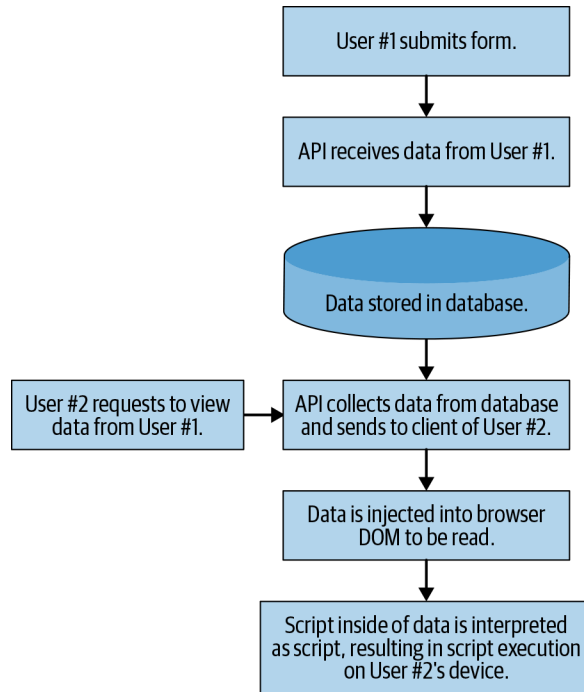 User #1 submits form.
API receives data from User #1.
Data stored in database.
User #2 requests to view
data from User #1.
API collects data from database
and sends to client of User #2.
Data is injected into browser
DOM to be read.
Script inside of data is interpreted
as script, resulting in script execution
on User #2's device.